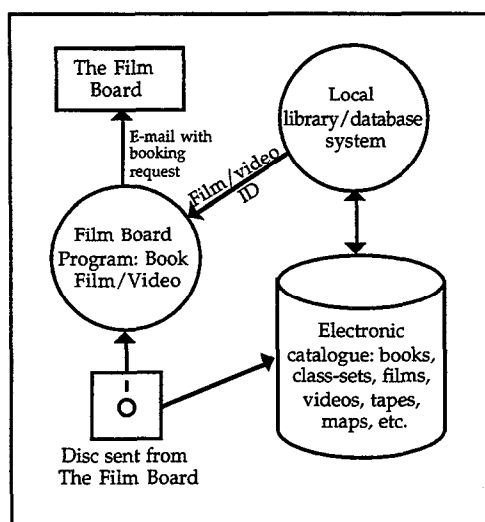 The Film
Board
Local
library/database
system
E-mail with
booking
request
Film/video
ID
Film Board
Program: Book
Film/Video
Electronic
catalogue: books,
class-sets, films,
videos, tapes,
maps, etc.
Disc sent from
The Film Board